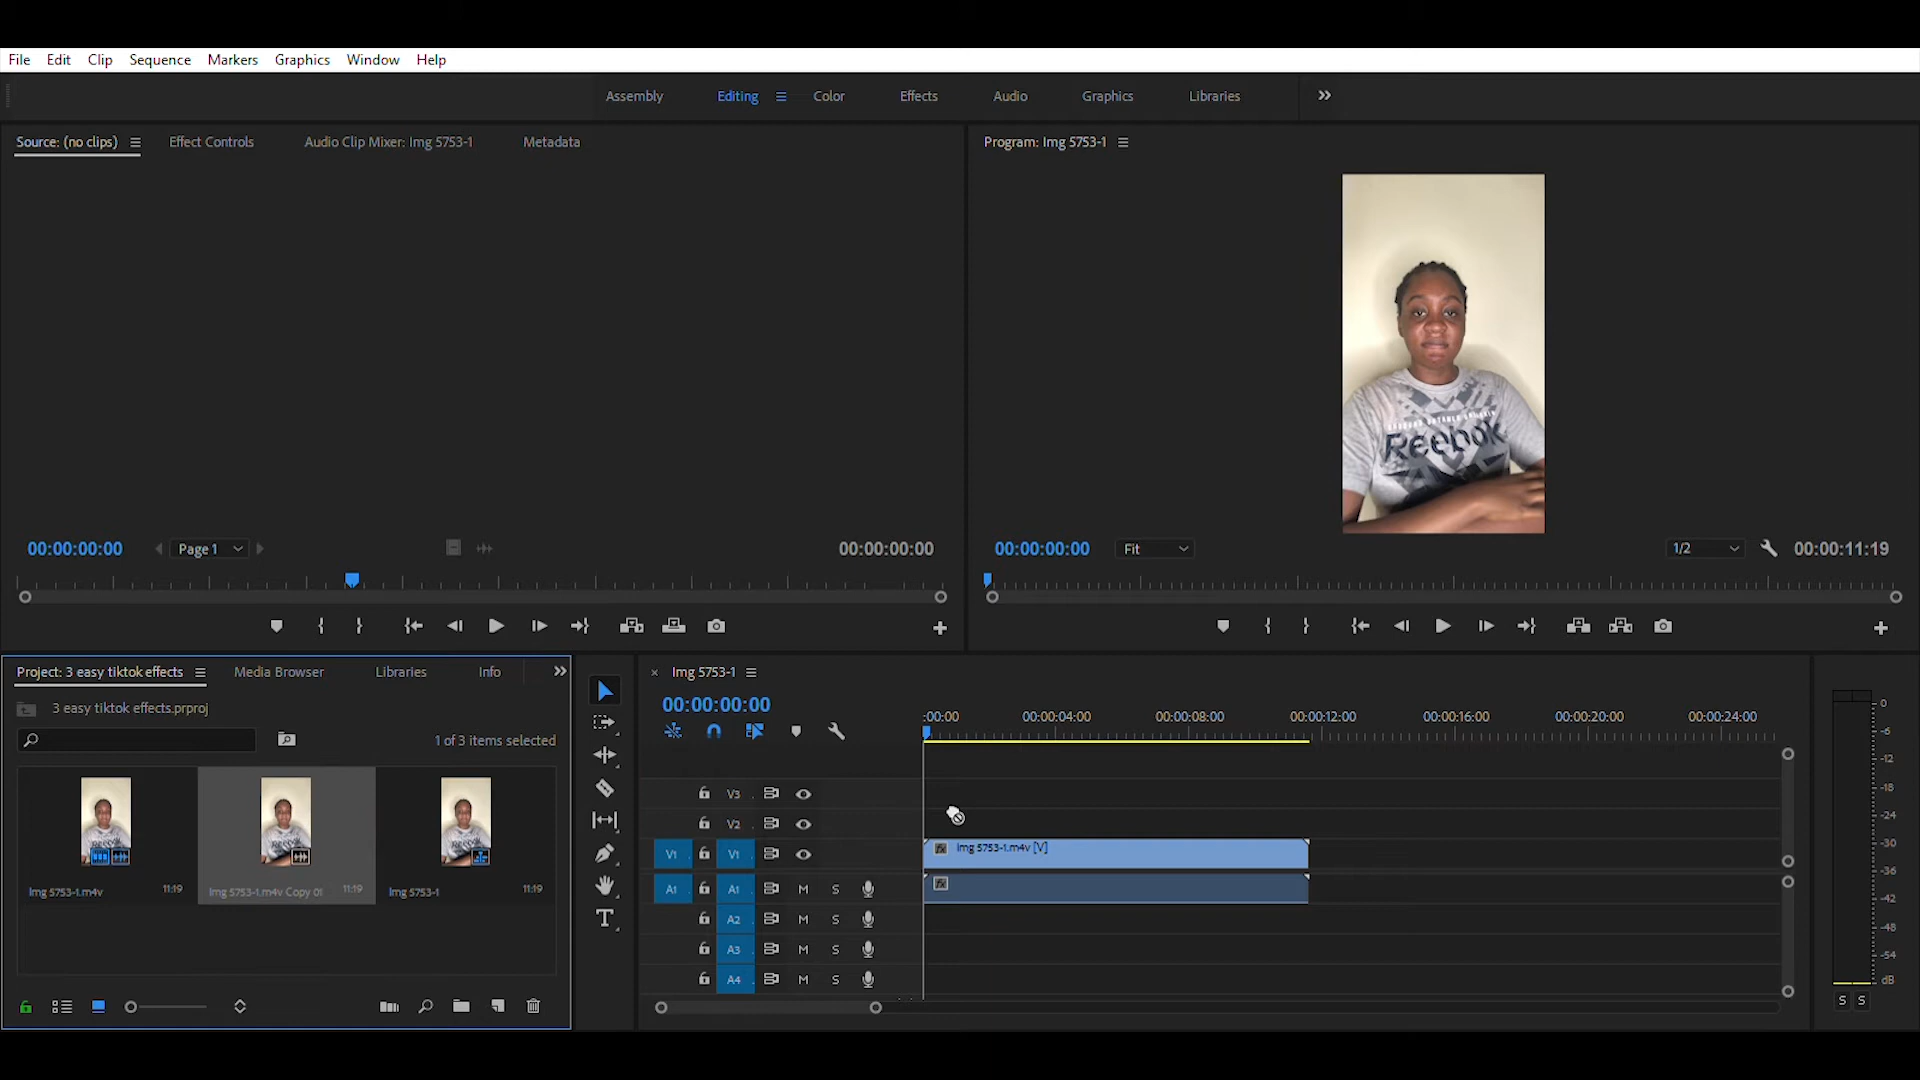 File Edit Clip Sequence Markers Graphics Window Help
Assembly Editing Color Effects Audio Graphics Libraries
Source: (no clips) Effect Controls Audio Clip Mixer: Img 5753-1 Metadata
Program: Img 5753-1
Reebok
00:00:00:00 Page 1 00:00:00:00
00:00:00:00 Fit 1/2 00:00:11:19
Project: 3 easy tiktok effects Media Browser Libraries Info
3 easy tiktok effects.prproj
1 of 3 items selected
Img 5753-1.m4v 11:19
Img 5753-1.m4v Copy 01 11:19
Img 5753-1 11:19
Img 5753-1
00:00:00:00
:00:00 00:00:04:00 00:00:08:00 00:00:12:00 00:00:16:00 00:00:20:00 00:00:24:00
V3
V2
V1 V1 fx Img 5753-1.m4v [V]
A1 A1 M S fx
A2 M S
A3 M S
A4 M S
T
0
-6
-12
-18
-24
-30
-36
-42
-48
-54
dB
S S